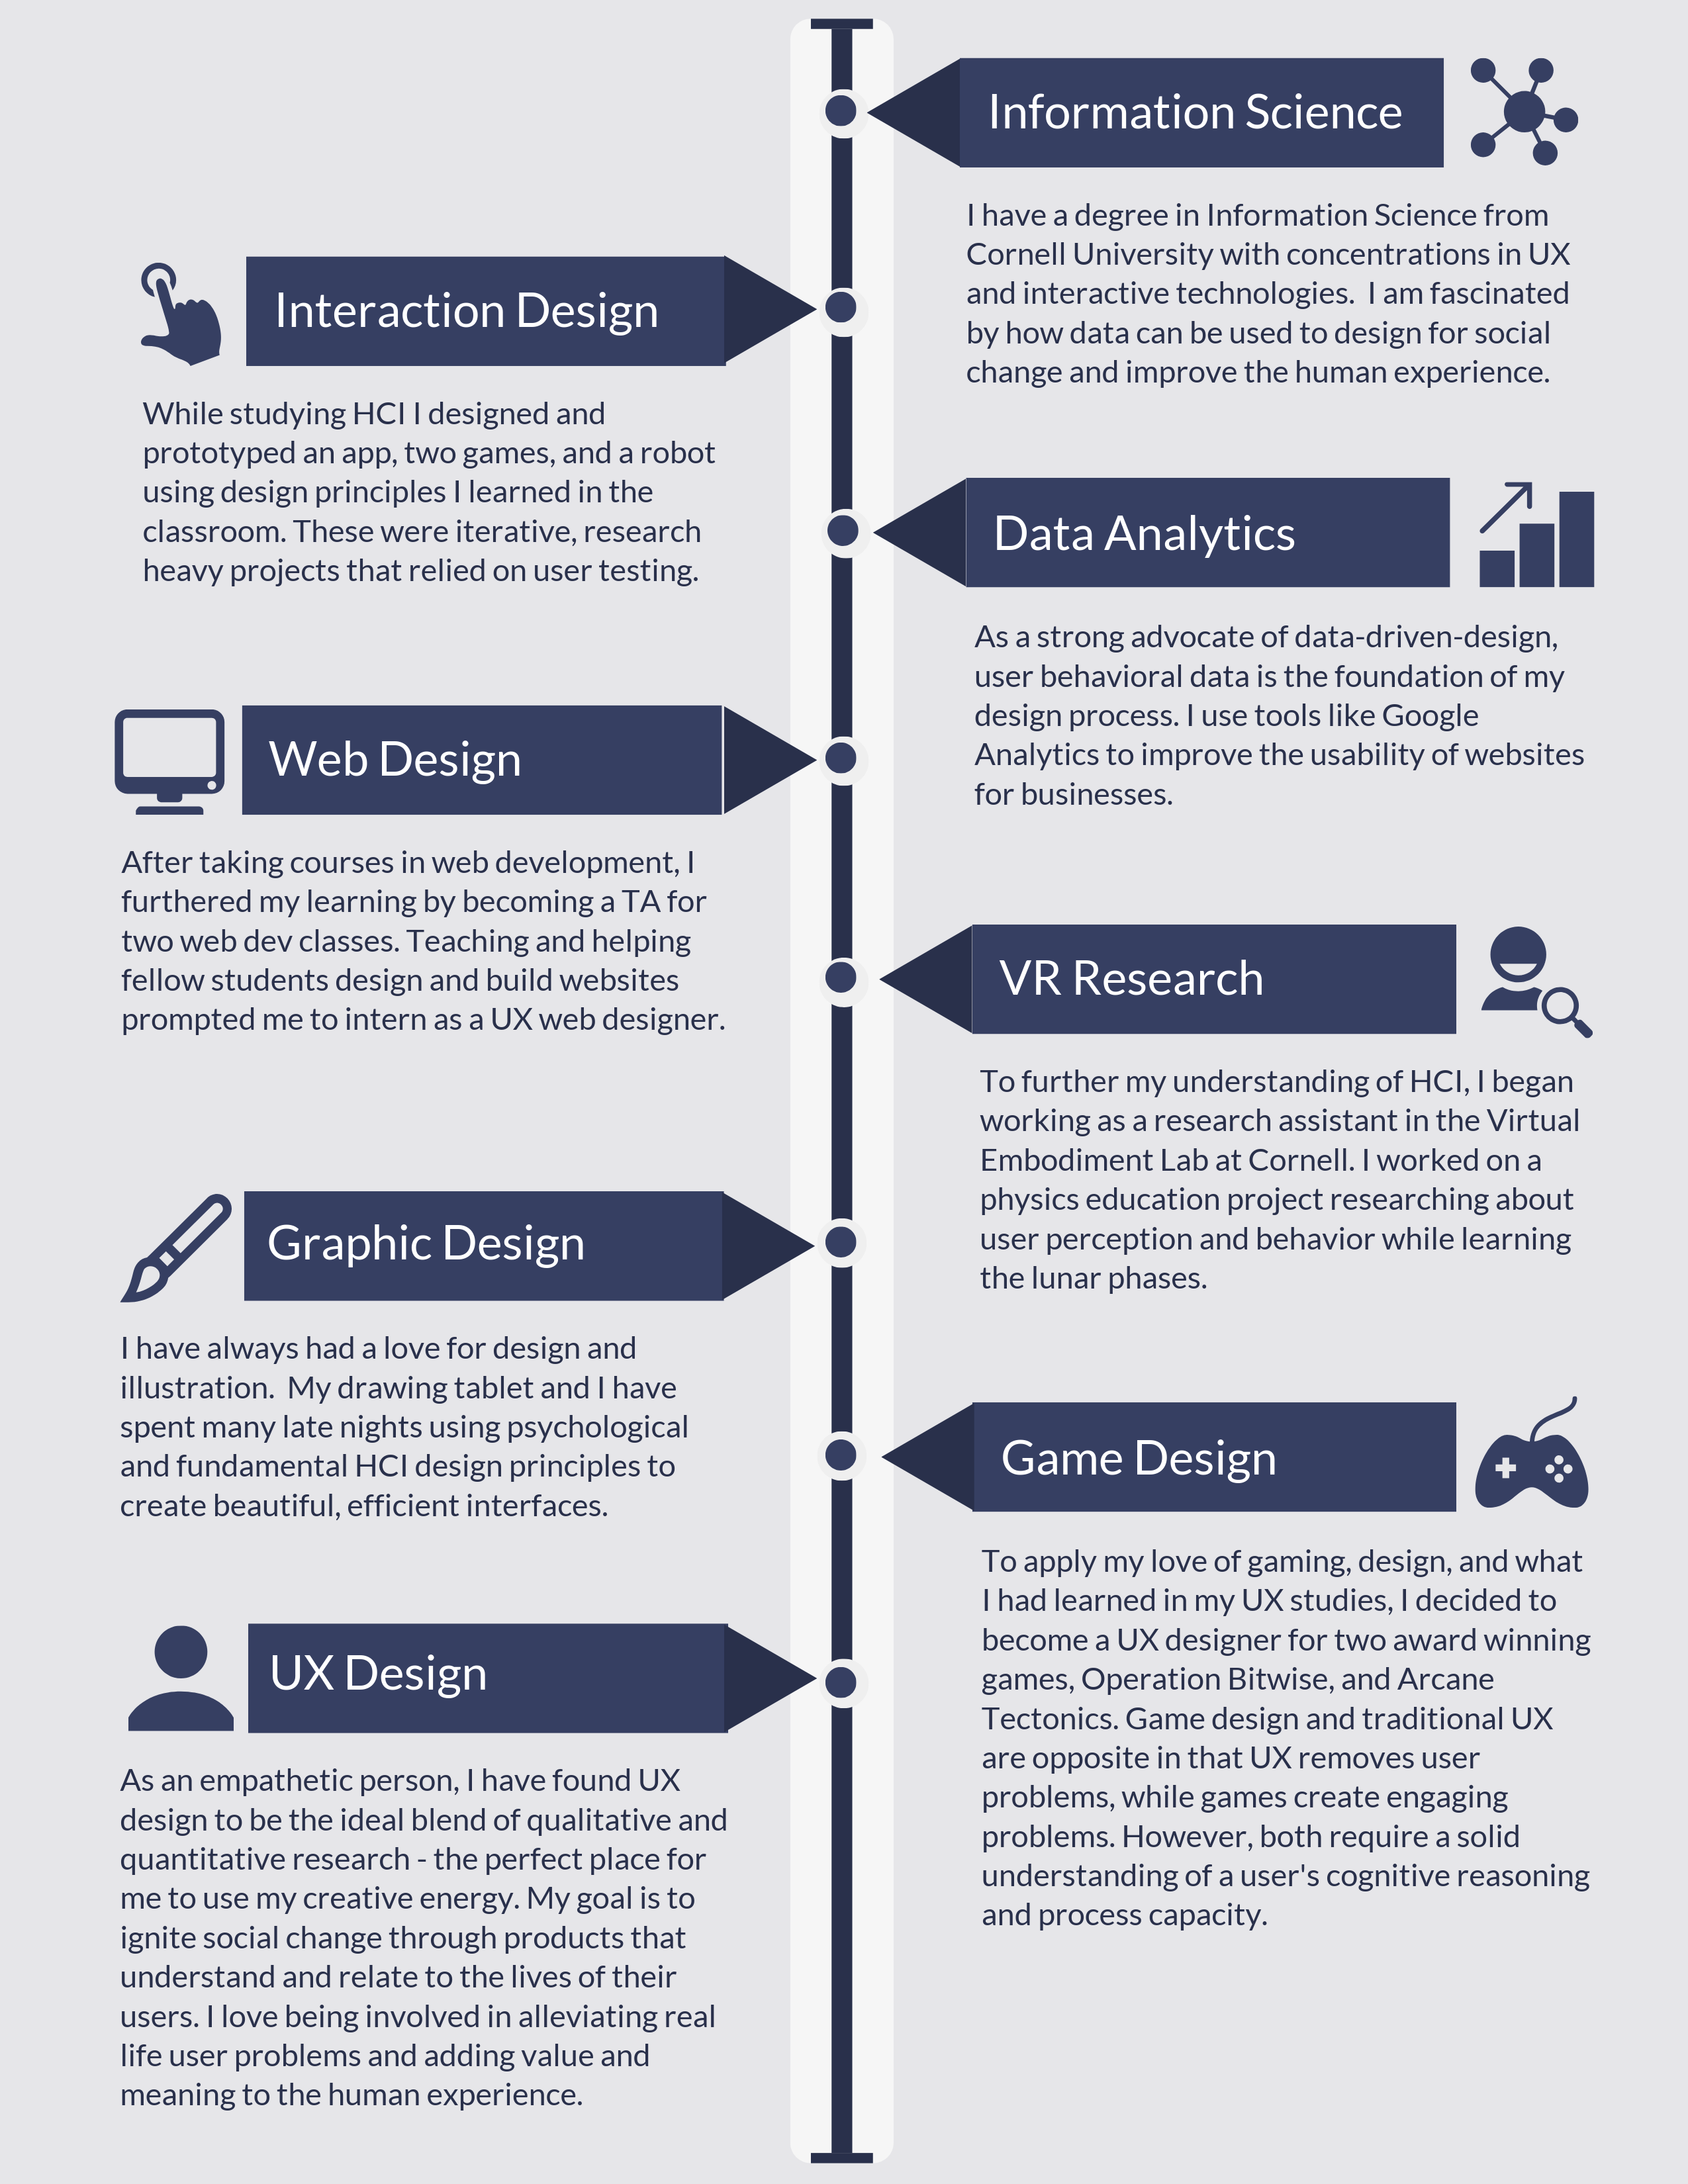 Information Science
I have a degree in Information Science from
Cornell University with concentrations in UX
and interactive technologies.  I am fascinated
by how data can be used to design for social
change and improve the human experience.
Interaction Design
While studying HCI I designed and
prototyped an app, two games, and a robot
using design principles I learned in the
classroom. These were iterative, research
heavy projects that relied on user testing.
Data Analytics
As a strong advocate of data-driven-design,
user behavioral data is the foundation of my
design process. I use tools like Google
Analytics to improve the usability of websites
for businesses.
Web Design
After taking courses in web development, I
furthered my learning by becoming a TA for
two web dev classes. Teaching and helping
fellow students design and build websites
prompted me to intern as a UX web designer.
VR Research
To further my understanding of HCI, I began
working as a research assistant in the Virtual
Embodiment Lab at Cornell. I worked on a
physics education project researching about
user perception and behavior while learning
the lunar phases.
Graphic Design
I have always had a love for design and
illustration.  My drawing tablet and I have
spent many late nights using psychological
and fundamental HCI design principles to
create beautiful, efficient interfaces.
Game Design
To apply my love of gaming, design, and what
I had learned in my UX studies, I decided to
become a UX designer for two award winning
games, Operation Bitwise, and Arcane
Tectonics. Game design and traditional UX
are opposite in that UX removes user
problems, while games create engaging
problems. However, both require a solid
understanding of a user's cognitive reasoning
and process capacity.
UX Design
As an empathetic person, I have found UX
design to be the ideal blend of qualitative and
quantitative research - the perfect place for
me to use my creative energy. My goal is to
ignite social change through products that
understand and relate to the lives of their
users. I love being involved in alleviating real
life user problems and adding value and
meaning to the human experience.